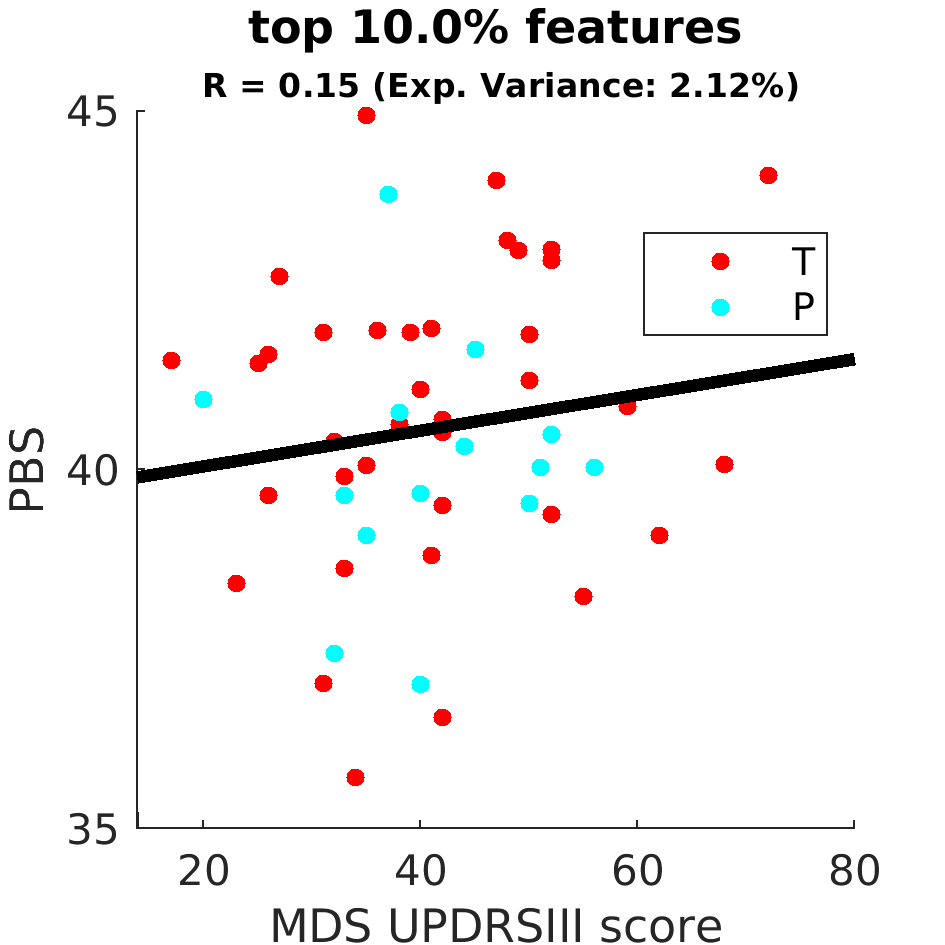 top 10.0% features
R = 0.15 (Exp. Variance: 2.12%)
45
T
P
PBS
40
35
20 40 60 80
MDS UPDRSIII score